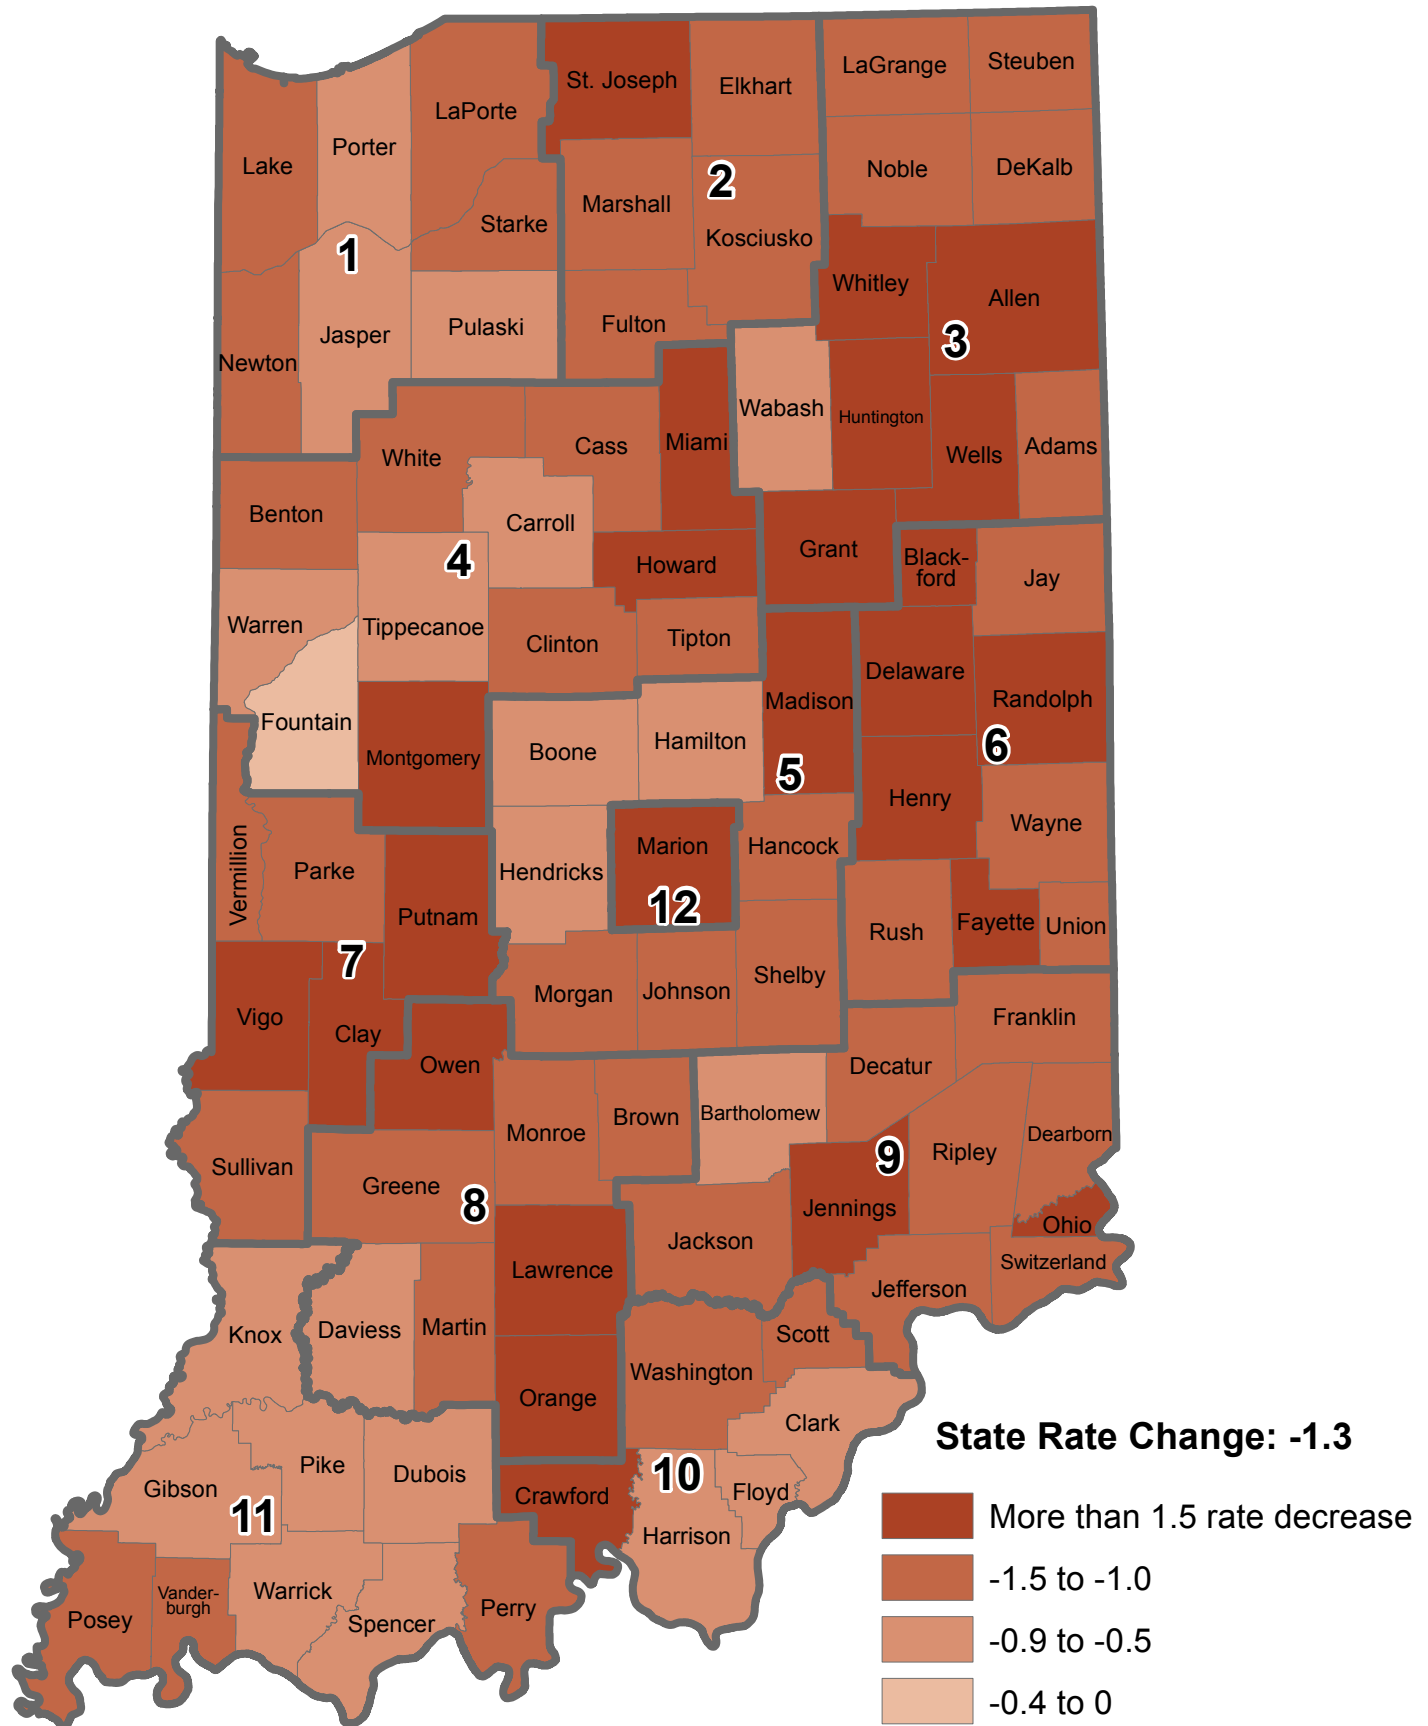 St. Joseph
Elkhart
LaGrange
Steuben
LaPorte
Porter
Lake
Noble
DeKalb
2
Marshall
Starke
Kosciusko
1
Whitley
Allen
Jasper
Pulaski
Fulton
3
Newton
Wabash
Huntington
Miami
Cass
White
Wells
Adams
Benton
Carroll
Grant
4
Howard
Black-
ford
Jay
Warren
Tippecanoe
Clinton
Tipton
Delaware
Madison
Randolph
Fountain
Hamilton
Boone
Montgomery
6
5
Henry
Wayne
Marion
Hancock
Vermillion
Parke
Hendricks
12
Putnam
Fayette
Union
Rush
7
Shelby
Morgan
Johnson
Vigo
Clay
Franklin
Owen
Decatur
Bartholomew
Brown
Monroe
Dearborn
Ripley
9
Sullivan
Greene
8
Jennings
Ohio
Jackson
Lawrence
Switzerland
Jefferson
Knox
Daviess
Martin
Scott
Washington
Orange
Clark
State Rate Change: -1.3
Pike
Dubois
10
Gibson
Crawford
Floyd
11
Harrison
More than 1.5 rate decrease
-1.5 to -1.0
Warrick
Vander-
burgh
Perry
Posey
Spencer
-0.9 to -0.5
-0.4 to 0